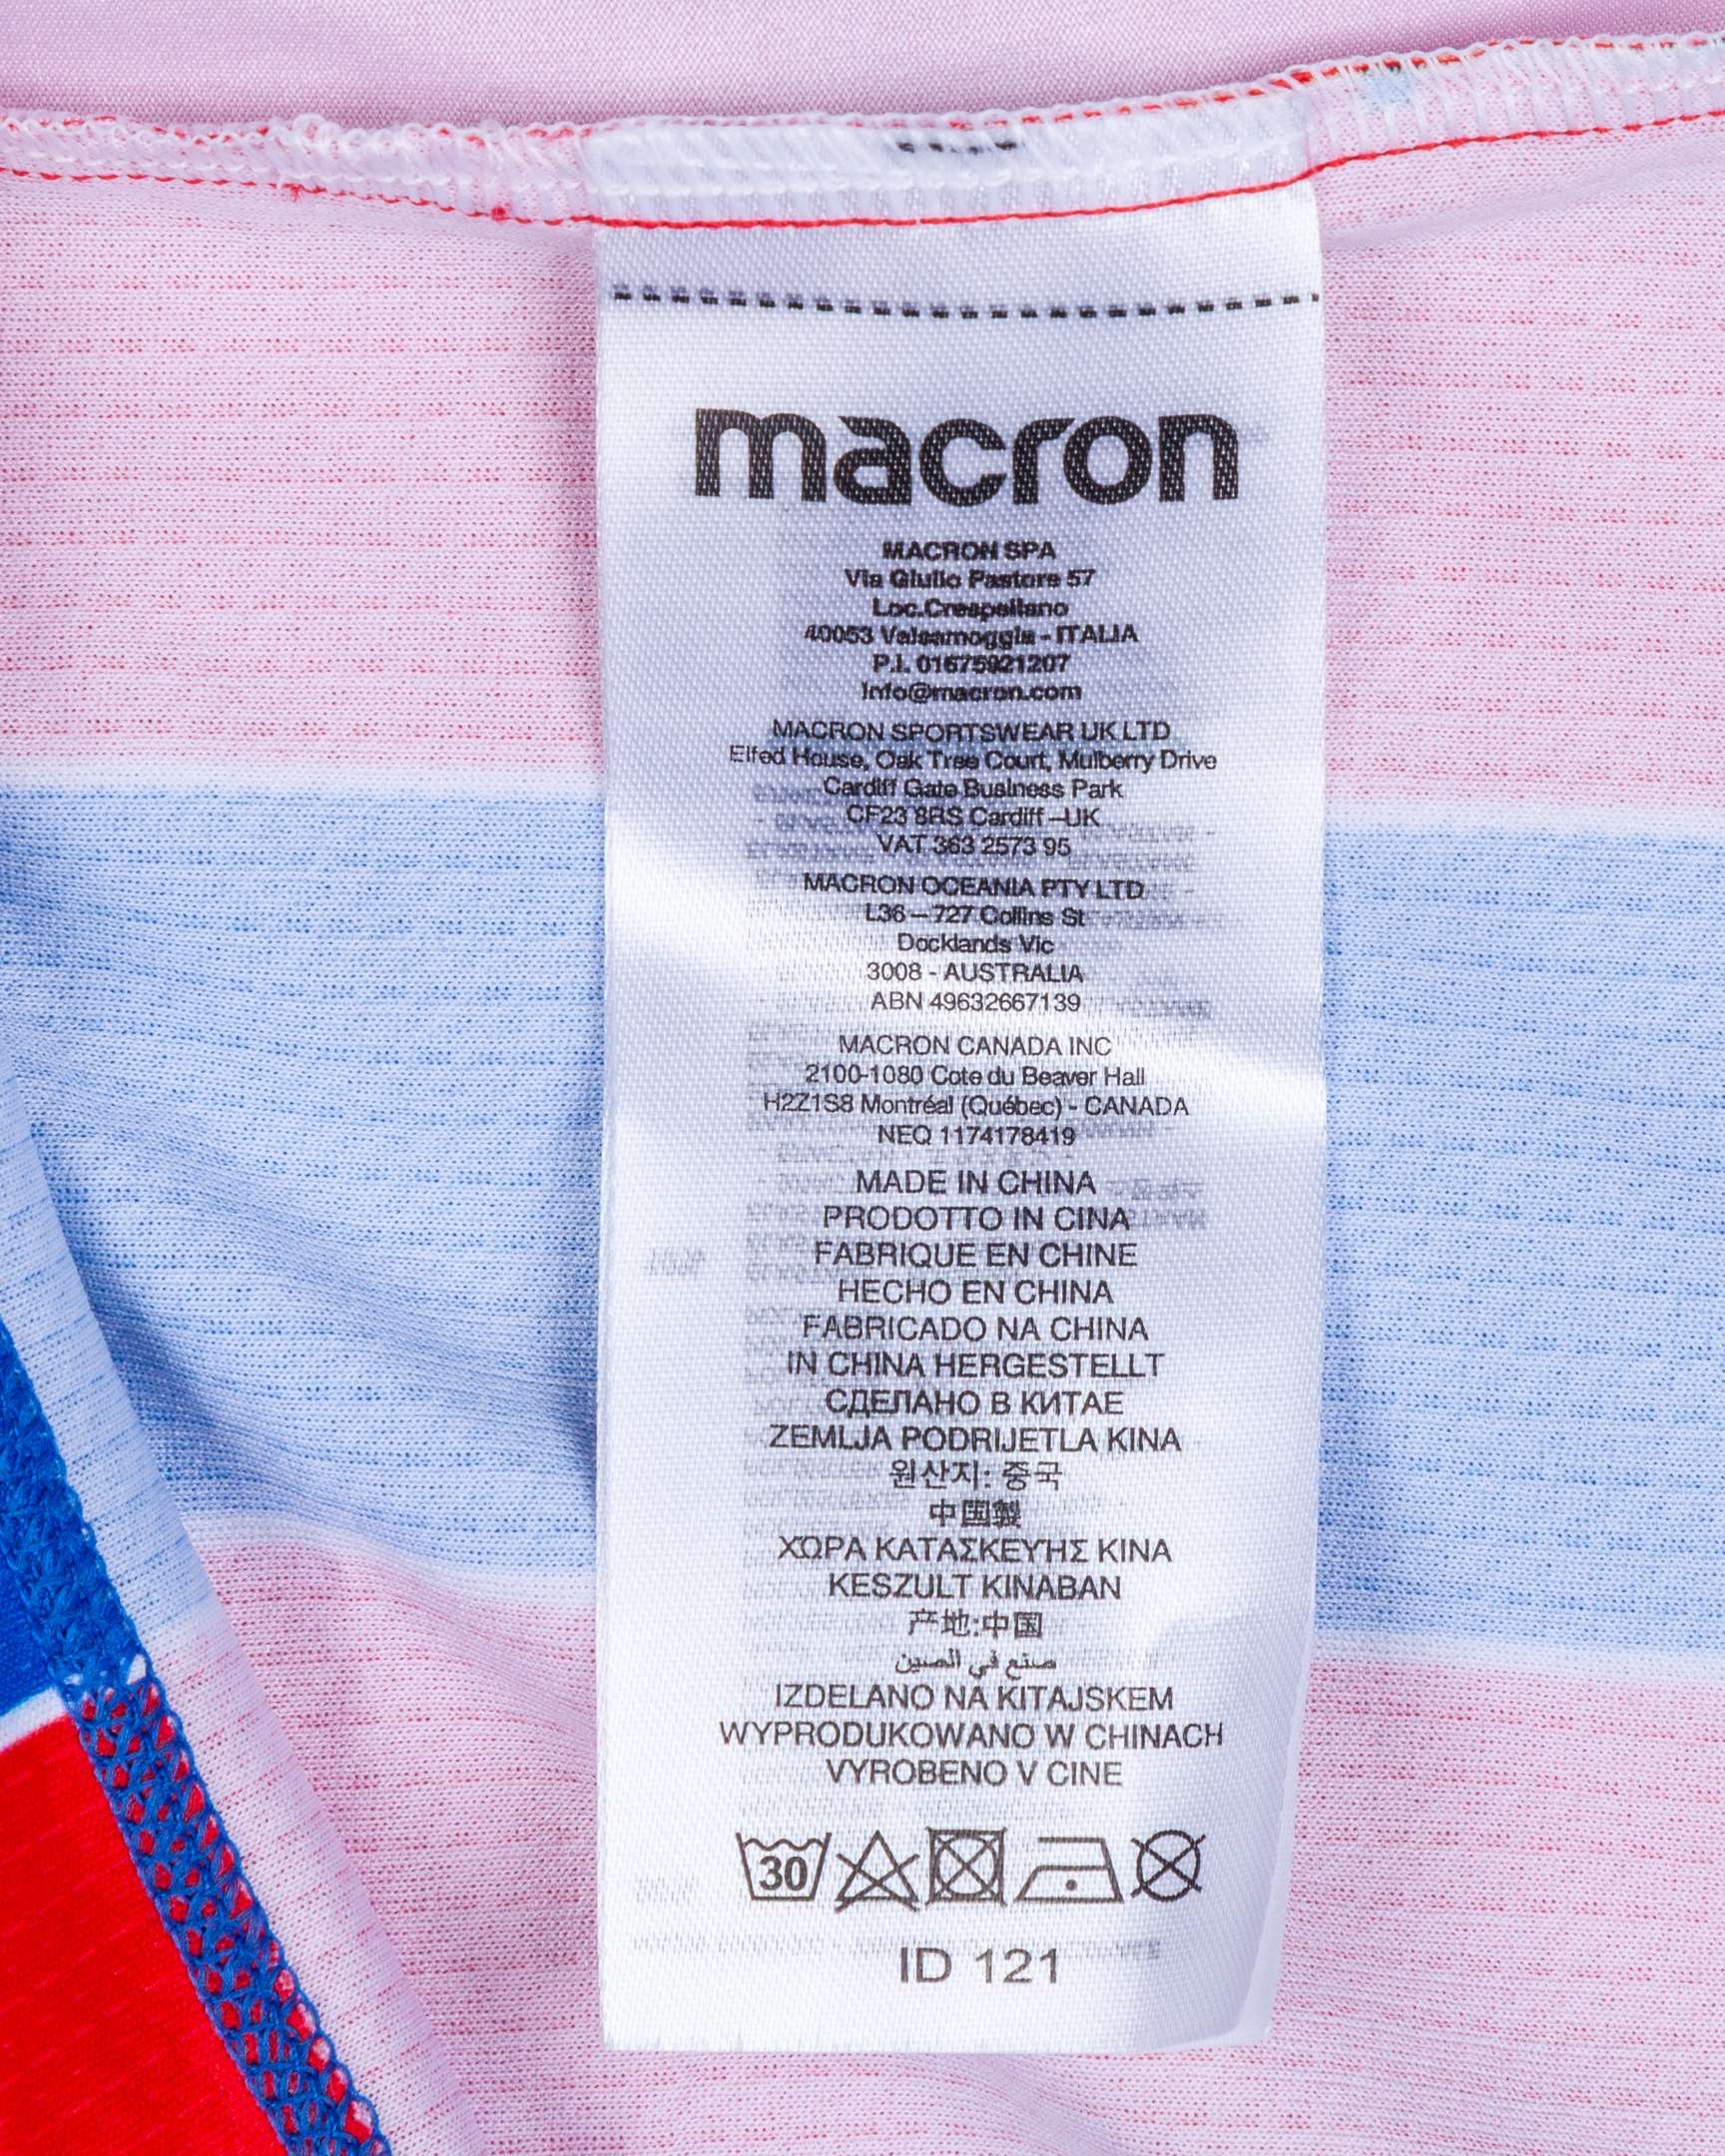 macron
MACRON SPA
Via Giulio Pastore 57
Loc.Crespellano
40053 Valsamoggia - ITALIA
P.I. 01675921207
Info@macron.com
MACRON SPORTSWEAR UK LTD
Elfed House, Oak Tree Court, Mulberry Drive
Cardiff Gate Business Park
CF23 8RS Cardiff –UK
VAT 363 2573 95
MACRON OCEANIA PTY LTD
L36 – 727 Collins St
Docklands Vic
3008 - AUSTRALIA
ABN 49632667139
MACRON CANADA INC
2100-1080 Cote du Beaver Hall
H2Z1S8 Montréal (Québec) - CANADA
NEQ 1174178419
MADE IN CHINA
PRODOTTO IN CINA
FABRIQUE EN CHINE
HECHO EN CHINA
FABRICADO NA CHINA
IN CHINA HERGESTELLT
СДЕЛАНО В КИТАЕ
ZEMLJA PODRIJETLA KINA
원산지: 중국
中国製
ΧΏΡΑ ΚΑΤΑΣΚΕΥΉΣ ΚΙΝΑ
KESZULT KINABAN
产地:中国
صنع في الصين
IZDELANO NA KITAJSKEM
WYPRODUKOWANO W CHINACH
VYROBENO V CINE
30
ID 121